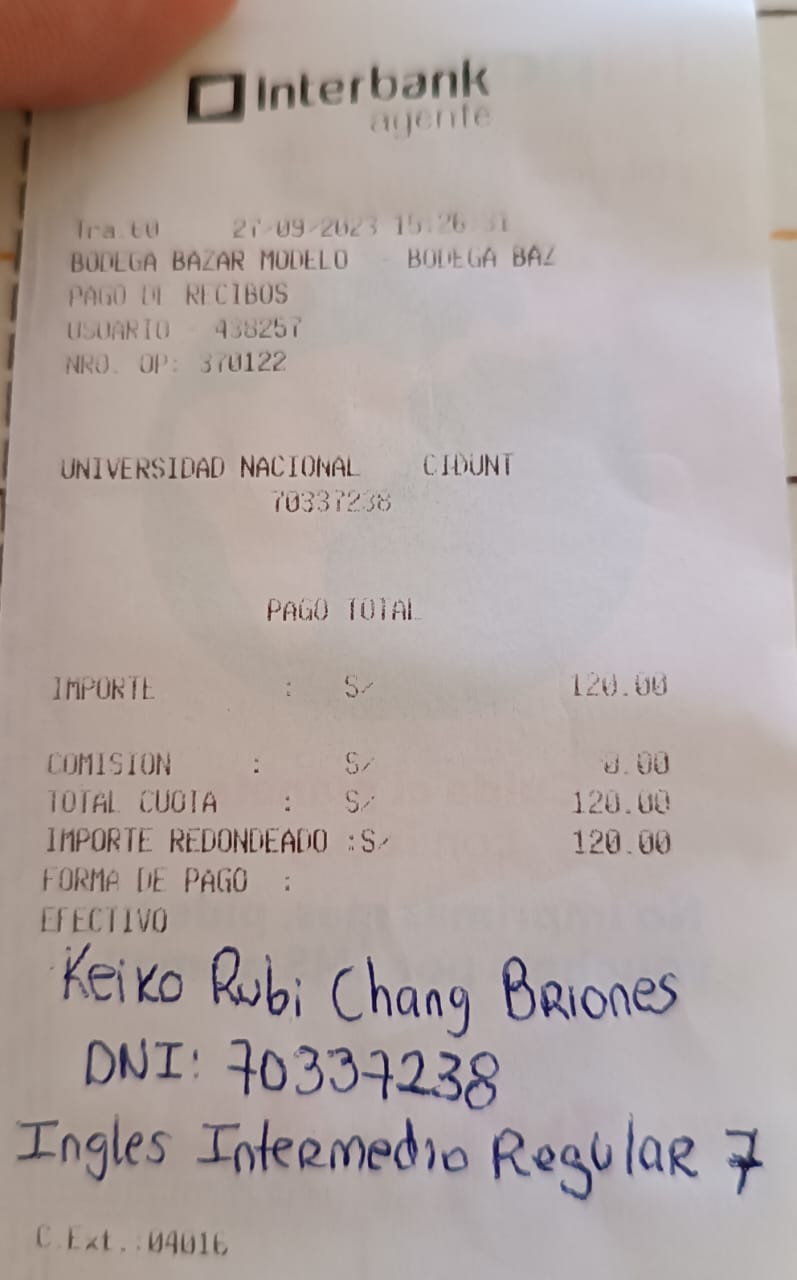 Interbank
agente
Tra.60 27/09/2023 15:26:31
BODEGA BAZAR MODELO - BODEGA BAZ
PAGO DE RECIBOS
USUARIO - 438257
NRO. OP: 370122
UNIVERSIDAD NACIONAL CIDUNT
70337238
PAGO TOTAL
IMPORTE : S/ 120.00
COMISION : S/ 0.00
TOTAL CUOTA : S/ 120.00
IMPORTE REDONDEADO :S/ 120.00
FORMA DE PAGO :
EFECTIVO
Keiko Rubi Chang Briones
DNI: 70337238
Ingles Intermedio Regular 7
C.Ext.:04016